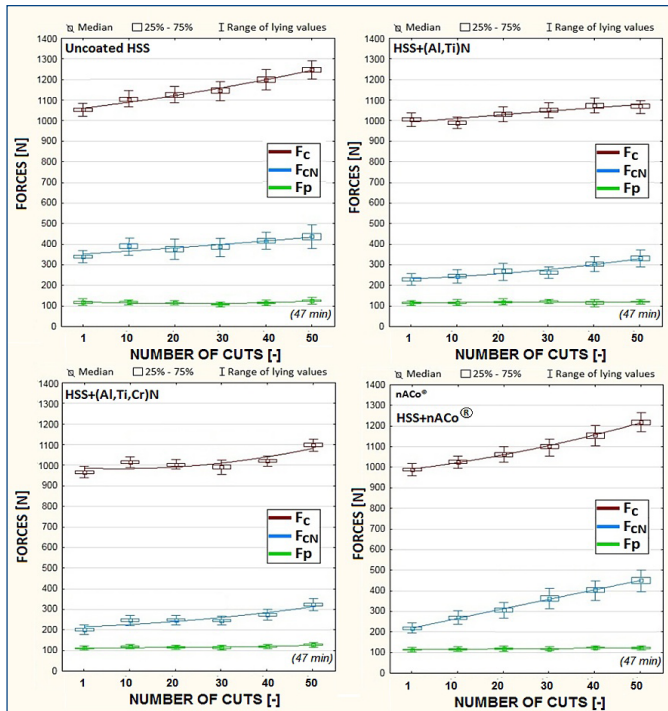 Median 25% - 75% Range of lying values
Uncoated HSS
1400
1300
1200
1100
1000
900
800
700
600
500
400
300
200
100
0
FORCES [N]
Fc
FCN
Fp
(47 min)
1 10 20 30 40 50
NUMBER OF CUTS [-]
Median 25% - 75% Range of lying values
HSS+(Al,Ti)N
1400
1300
1200
1100
1000
900
800
700
600
500
400
300
200
100
0
FORCES [N]
Fc
FCN
Fp
(47 min)
1 10 20 30 40 50
NUMBER OF CUTS [-]
Median 25% - 75% Range of lying values
HSS+(Al,Ti,Cr)N
1400
1300
1200
1100
1000
900
800
700
600
500
400
300
200
100
0
FORCES [N]
Fc
FCN
Fp
(47 min)
1 10 20 30 40 50
NUMBER OF CUTS [-]
Median 25% - 75% Range of lying values
nACo®
HSS+nACo®
1400
1300
1200
1100
1000
900
800
700
600
500
400
300
200
100
0
FORCES [N]
Fc
FCN
Fp
(47 min)
1 10 20 30 40 50
NUMBER OF CUTS [-]